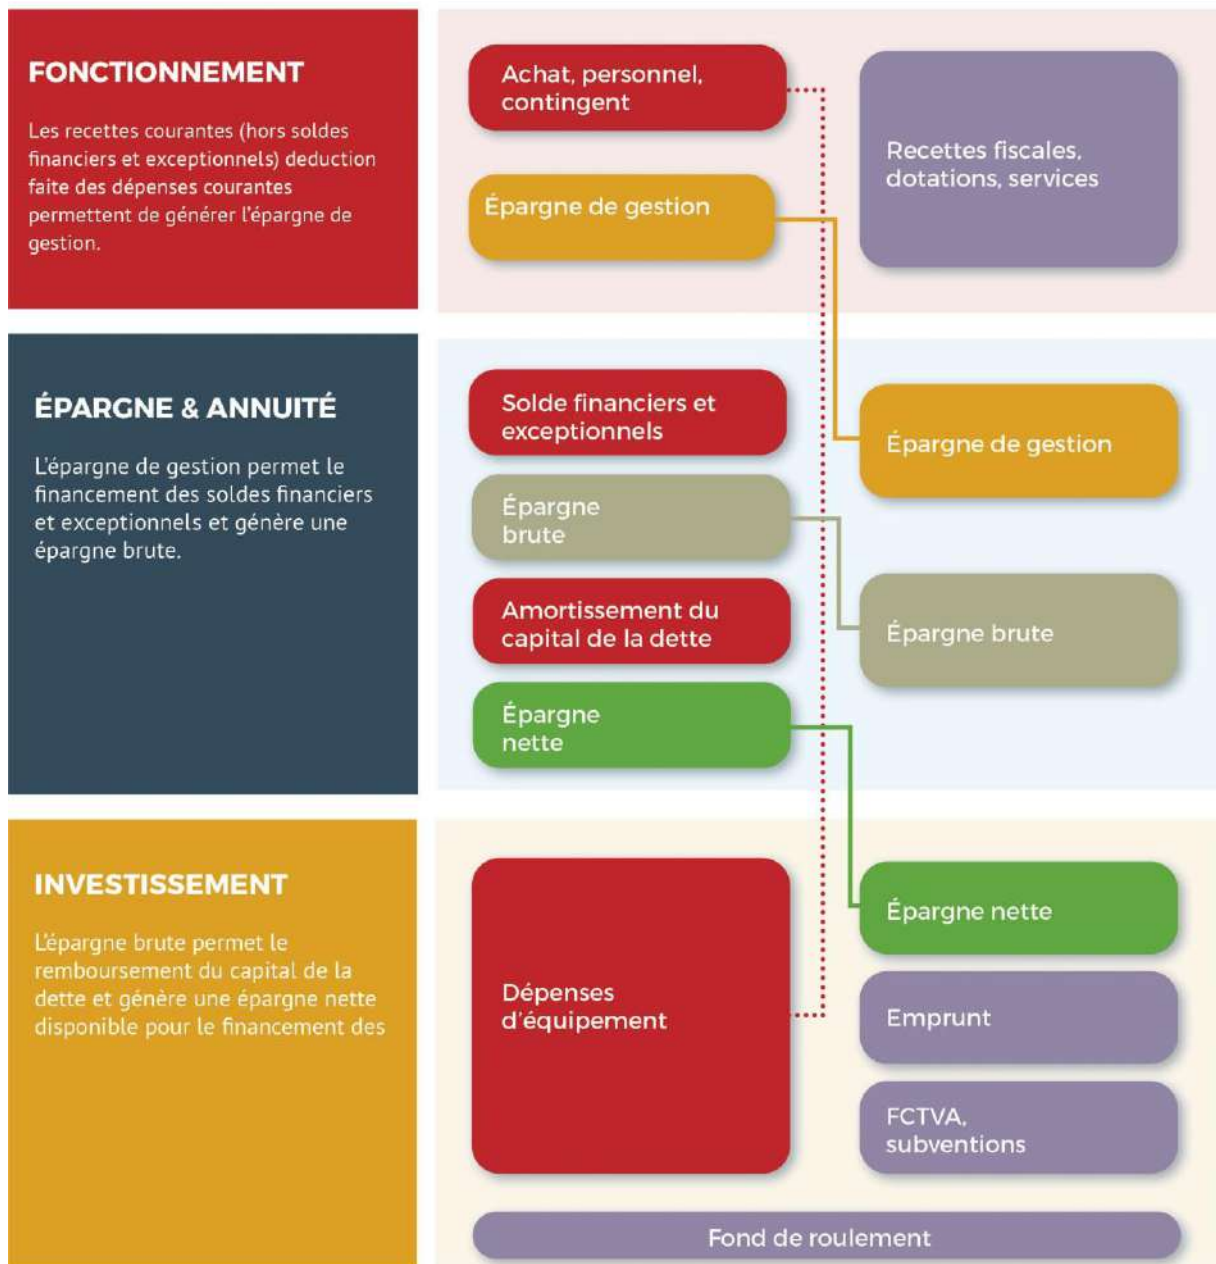 FONCTIONNEMENT
Les recettes courantes (hors soldes
financiers et exceptionnels) deduction
faite des dépenses courantes
permettent de générer l'épargne de
gestion.
Achat, personnel,
contingent
Épargne de gestion
Recettes fiscales,
dotations, services
ÉPARGNE & ANNUITÉ
L'épargne de gestion permet le
financement des soldes financiers
et exceptionnels et génère une
épargne brute.
Solde financiers et
exceptionnels
Épargne
brute
Amortissement du
capital de la dette
Épargne
nette
Épargne de gestion
Épargne brute
INVESTISSEMENT
L'épargne brute permet le
remboursement du capital de la
dette et génère une épargne nette
disponible pour le financement des
Dépenses
d'équipement
Épargne nette
Emprunt
FCTVA,
subventions
Fond de roulement